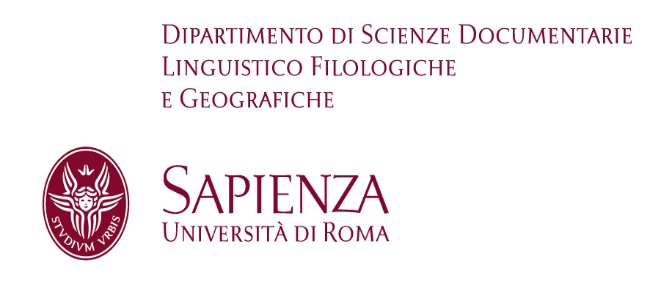 Dipartimento di Scienze Documentarie
Linguistico Filologiche
e Geografiche
Sapienza
Università di Roma
STVDIVM VRBIS